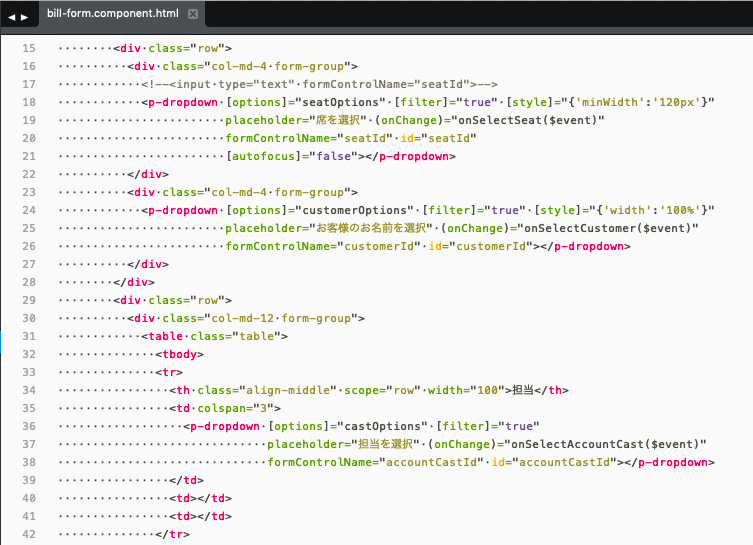 bill-form.component.html
15 <div class="row">
16 <div class="col-md-4 form-group">
17 <!--<input type="text" formControlName="seatId">-->
18 <p-dropdown [options]="seatOptions" [filter]="true" [style]="{'minWidth':'120px'}"
19 placeholder="席を選択" (onChange)="onSelectSeat($event)"
20 formControlName="seatId" id="seatId"
21 [autofocus]="false"></p-dropdown>
22 </div>
23 <div class="col-md-4 form-group">
24 <p-dropdown [options]="customerOptions" [filter]="true" [style]="{'width':'100%'}"
25 placeholder="お客様のお名前を選択" (onChange)="onSelectCustomer($event)"
26 formControlName="customerId" id="customerId"></p-dropdown>
27 </div>
28 </div>
29 <div class="row">
30 <div class="col-md-12 form-group">
31 <table class="table">
32 <tbody>
33 <tr>
34 <th class="align-middle" scope="row" width="100">担当</th>
35 <td colspan="3">
36 <p-dropdown [options]="castOptions" [filter]="true"
37 placeholder="担当を選択" (onChange)="onSelectAccountCast($event)"
38 formControlName="accountCastId" id="accountCastId"></p-dropdown>
39 </td>
40 <td></td>
41 <td></td>
42 </tr>